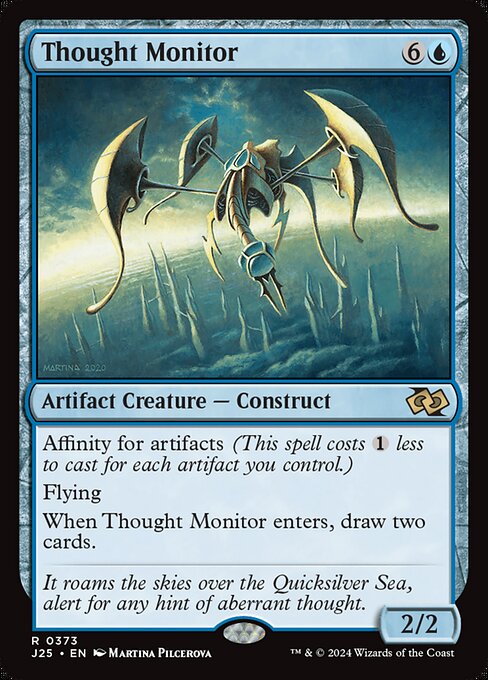 Thought Monitor 6
MARTINA 2020
Artifact Creature — Construct
Affinity for artifacts (This spell costs 1 less
to cast for each artifact you control.)
Flying
When Thought Monitor enters, draw two
cards.
It roams the skies over the Quicksilver Sea,
alert for any hint of aberrant thought.
2/2
R 0373
J25 • EN MARTINA PILCEROVA
™ & © 2024 Wizards of the Coast